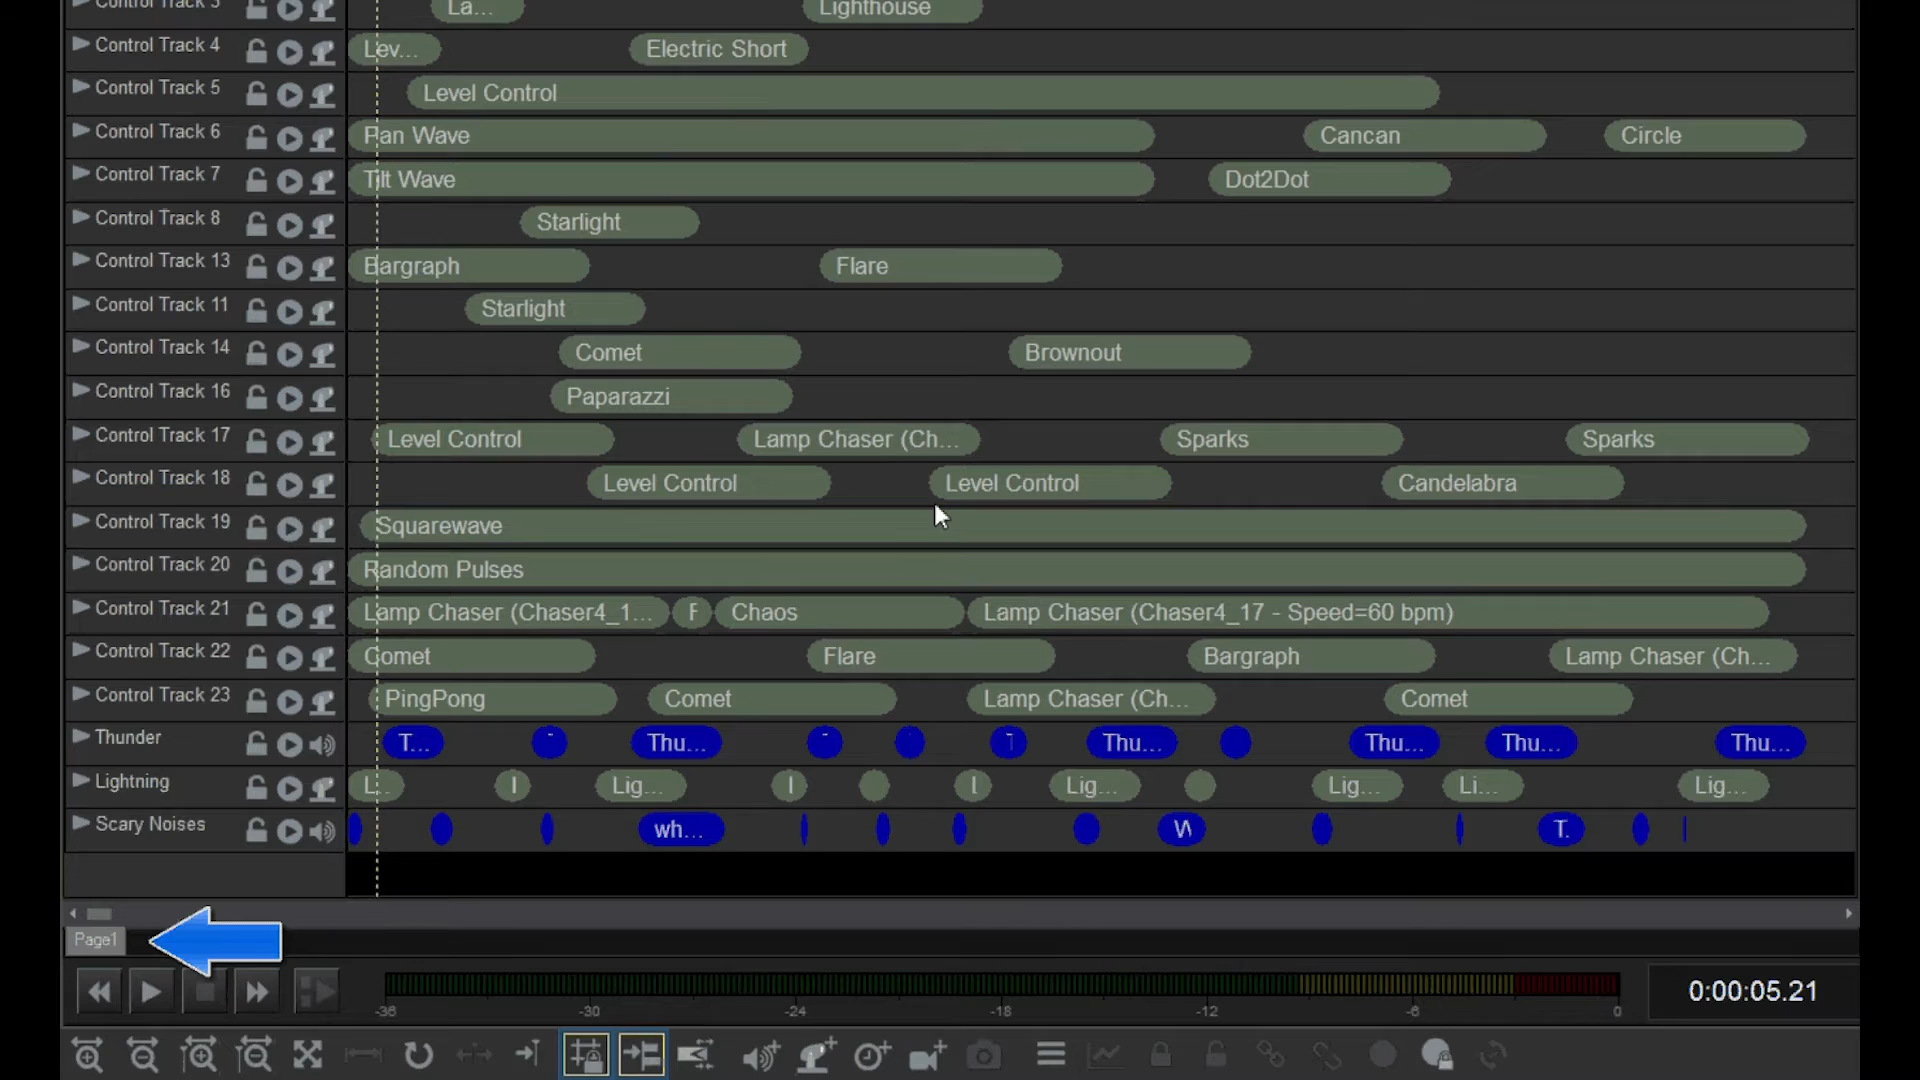 Control Track 3 La... Lighthouse
Control Track 4 Lev... Electric Short
Control Track 5 Level Control
Control Track 6 Pan Wave Cancan Circle
Control Track 7 Tilt Wave Dot2Dot
Control Track 8 Starlight
Control Track 13 Bargraph Flare
Control Track 11 Starlight
Control Track 14 Comet Brownout
Control Track 16 Paparazzi
Control Track 17 Level Control Lamp Chaser (Ch... Sparks Sparks
Control Track 18 Level Control Level Control Candelabra
Control Track 19 Squarewave
Control Track 20 Random Pulses
Control Track 21 Lamp Chaser (Chaser4_1... F Chaos Lamp Chaser (Chaser4_17 - Speed=60 bpm)
Control Track 22 Comet Flare Bargraph Lamp Chaser (Ch...
Control Track 23 PingPong Comet Lamp Chaser (Ch... Comet
Thunder T... Thu... Thu... Thu... Thu... Thu...
Lightning L... Lig... Lig... Lig... Li... Lig...
Scary Noises wh... W T.
Page1
0:00:05.21
-36 -30 -24 -18 -12 -6 0